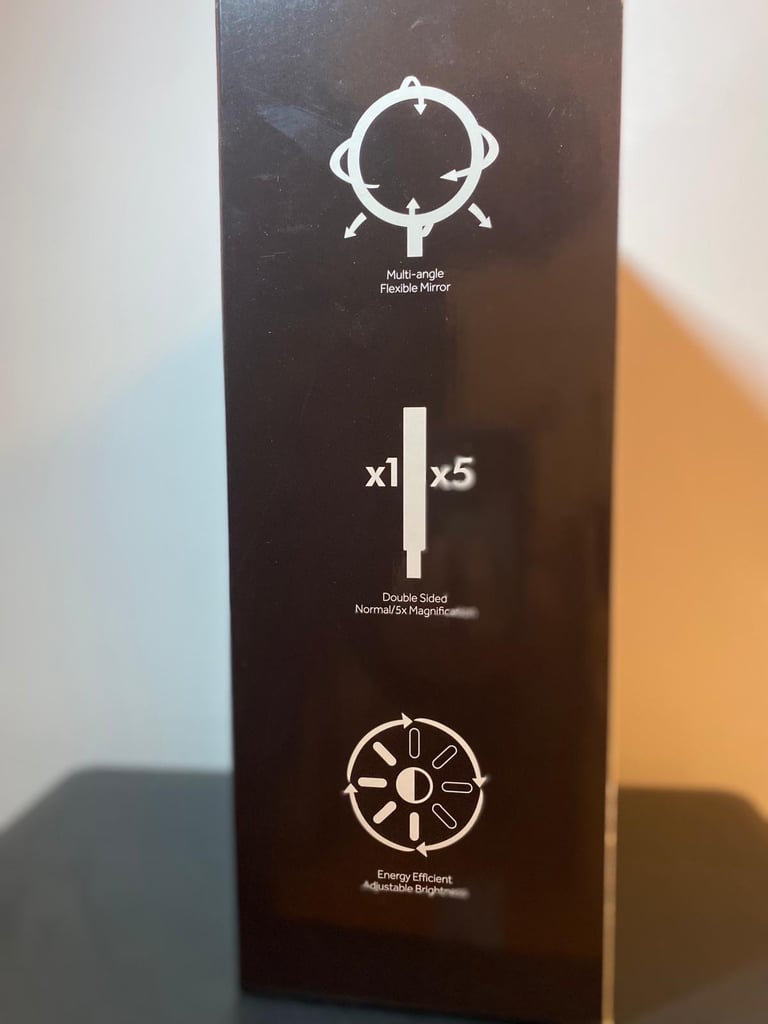 Multi-angle
Flexible Mirror
x1 x5
Double Sided
Normal/5x Magnification
Energy Efficient
Adjustable Brightness